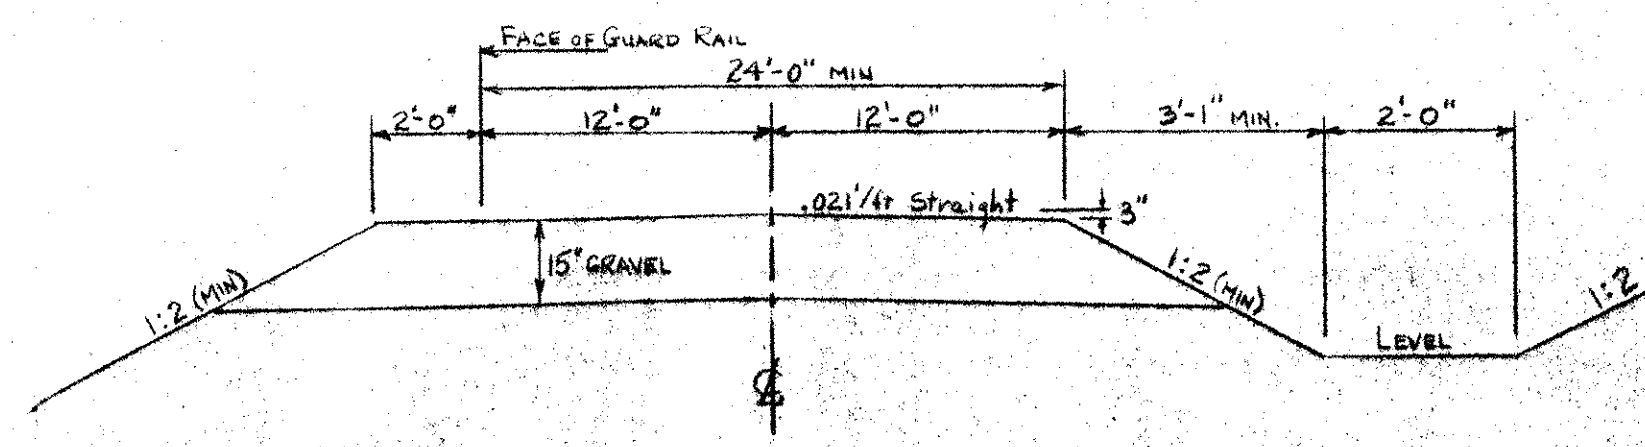 FACE OF GUARD RAIL
24'-0" MIN
2'-0" 12'-0" 12'-0" 3'-1" MIN. 2'-0"
.021'/ft Straight 3"
15" GRAVEL
1:2 (MIN) 1:2 (MIN) 1:2
LEVEL
℄